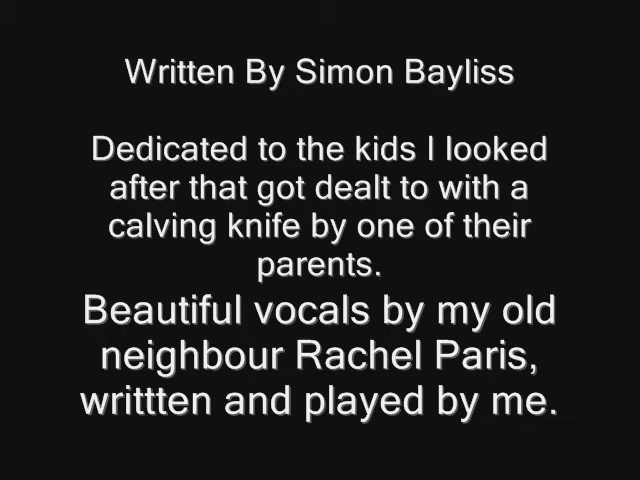 Written By Simon Bayliss
Dedicated to the kids I looked
after that got dealt to with a
calving knife by one of their
parents.
Beautiful vocals by my old
neighbour Rachel Paris,
writtten and played by me.